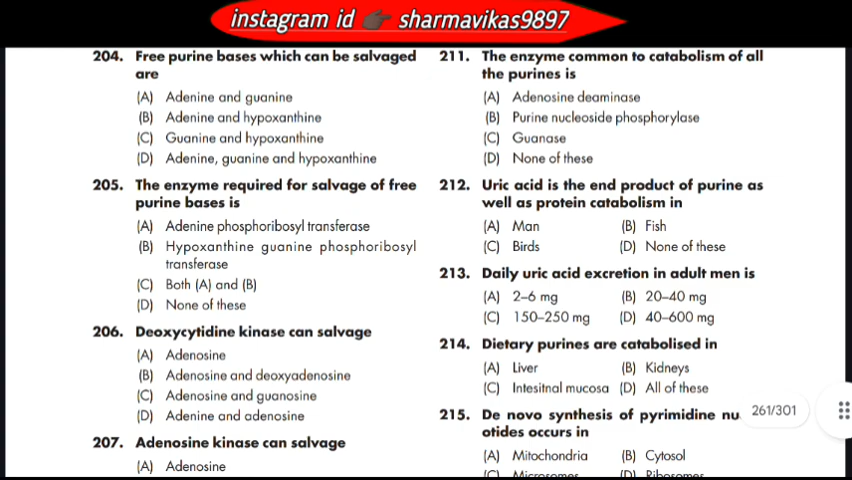 instagram id sharmavikas9897
204. Free purine bases which can be salvaged
are
(A) Adenine and guanine
(B) Adenine and hypoxanthine
(C) Guanine and hypoxanthine
(D) Adenine, guanine and hypoxanthine
205. The enzyme required for salvage of free
purine bases is
(A) Adenine phosphoribosyl transferase
(B) Hypoxanthine guanine phosphoribosyl
transferase
(C) Both (A) and (B)
(D) None of these
206. Deoxycytidine kinase can salvage
(A) Adenosine
(B) Adenosine and deoxyadenosine
(C) Adenosine and guanosine
(D) Adenine and adenosine
207. Adenosine kinase can salvage
(A) Adenosine
211. The enzyme common to catabolism of all
the purines is
(A) Adenosine deaminase
(B) Purine nucleoside phosphorylase
(C) Guanase
(D) None of these
212. Uric acid is the end product of purine as
well as protein catabolism in
(A) Man (B) Fish
(C) Birds (D) None of these
213. Daily uric acid excretion in adult men is
(A) 2–6 mg (B) 20–40 mg
(C) 150–250 mg (D) 40–600 mg
214. Dietary purines are catabolised in
(A) Liver (B) Kidneys
(C) Intesitnal mucosa (D) All of these
215. De novo synthesis of pyrimidine nu
otides occurs in
(A) Mitochondria (B) Cytosol
(C) Microsomes (D) Ribosomes
261/301